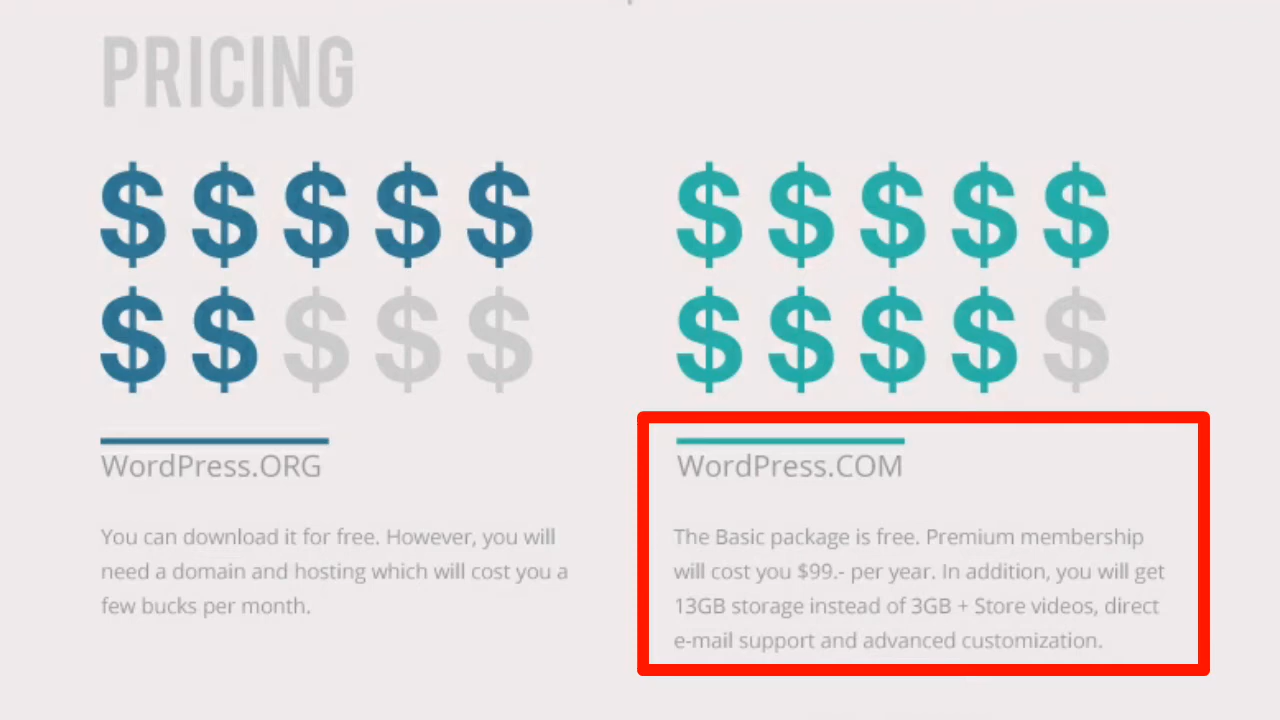 PRICING
$ $ $ $ $
$ $ $ $ $
WordPress.ORG
You can download it for free. However, you will
need a domain and hosting which will cost you a
few bucks per month.
$ $ $ $ $
$ $ $ $ $
WordPress.COM
The Basic package is free. Premium membership
will cost you $99.- per year. In addition, you will get
13GB storage instead of 3GB + Store videos, direct
e-mail support and advanced customization.